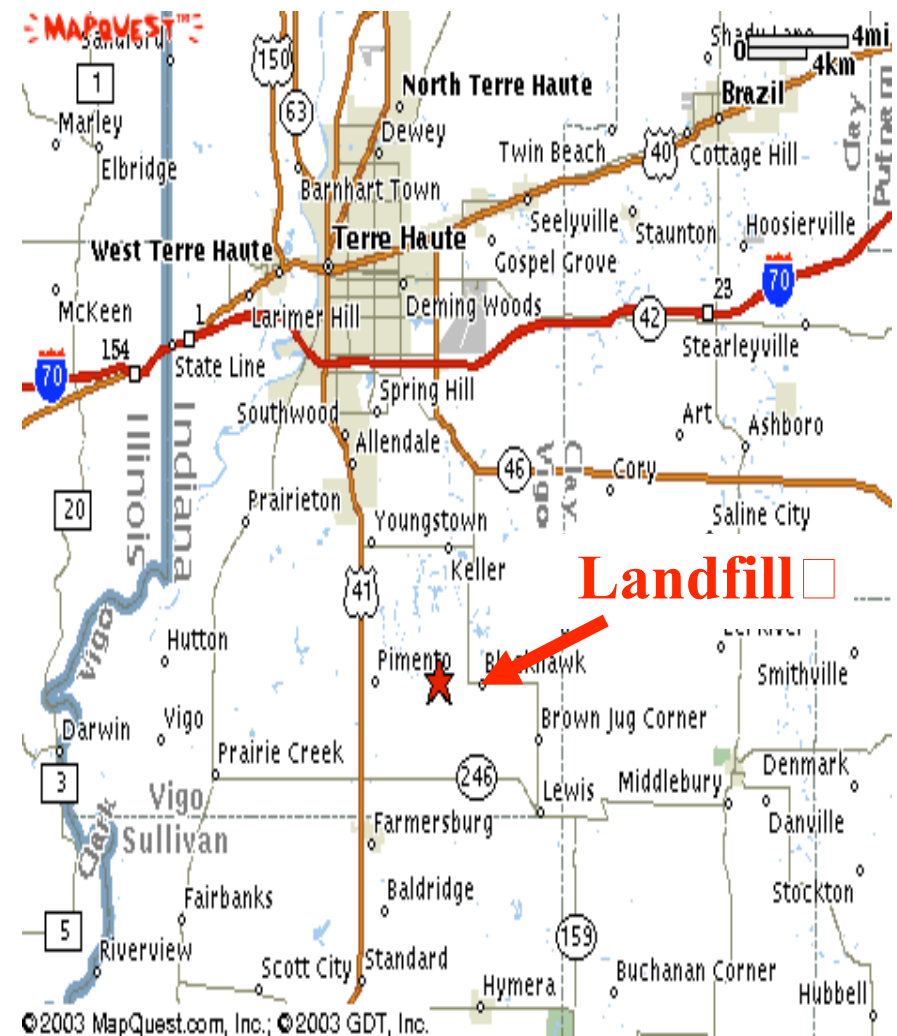 MAPQUEST™
Sandford
150
Shady Lane
0 4mi
4km
1
63
North Terre Haute
Brazil
Marley
Dewey
Clay
Putnam
Elbridge
Twin Beach
40
Cottage Hill
Barnhart Town
Seelyville
Staunton
Hoosierville
West Terre Haute
Terre Haute
Gospel Grove
70
23
McKeen
1
Larimer Hill
Deming Woods
42
154
State Line
Stearleyville
70
Spring Hill
Southwood
Art
Ashboro
Illinois
Indiana
Allendale
46
Vigo
Clay
Cory
20
Prairieton
Saline City
Youngstown
Keller
Landfill
41
Vigo
Hutton
Pimento
Blackhawk
Eel River
Smithville
Darwin
Vigo
Brown Jug Corner
Prairie Creek
3
246
Middlebury
Denmark
Vigo
Lewis
Clark
Sullivan
Farmersburg
Danville
Fairbanks
Baldridge
Stockton
5
159
Riverview
Scott City
Standard
Buchanan Corner
Hymera
Hubbell
©2003 MapQuest.com, Inc.; ©2003 GDT, Inc.